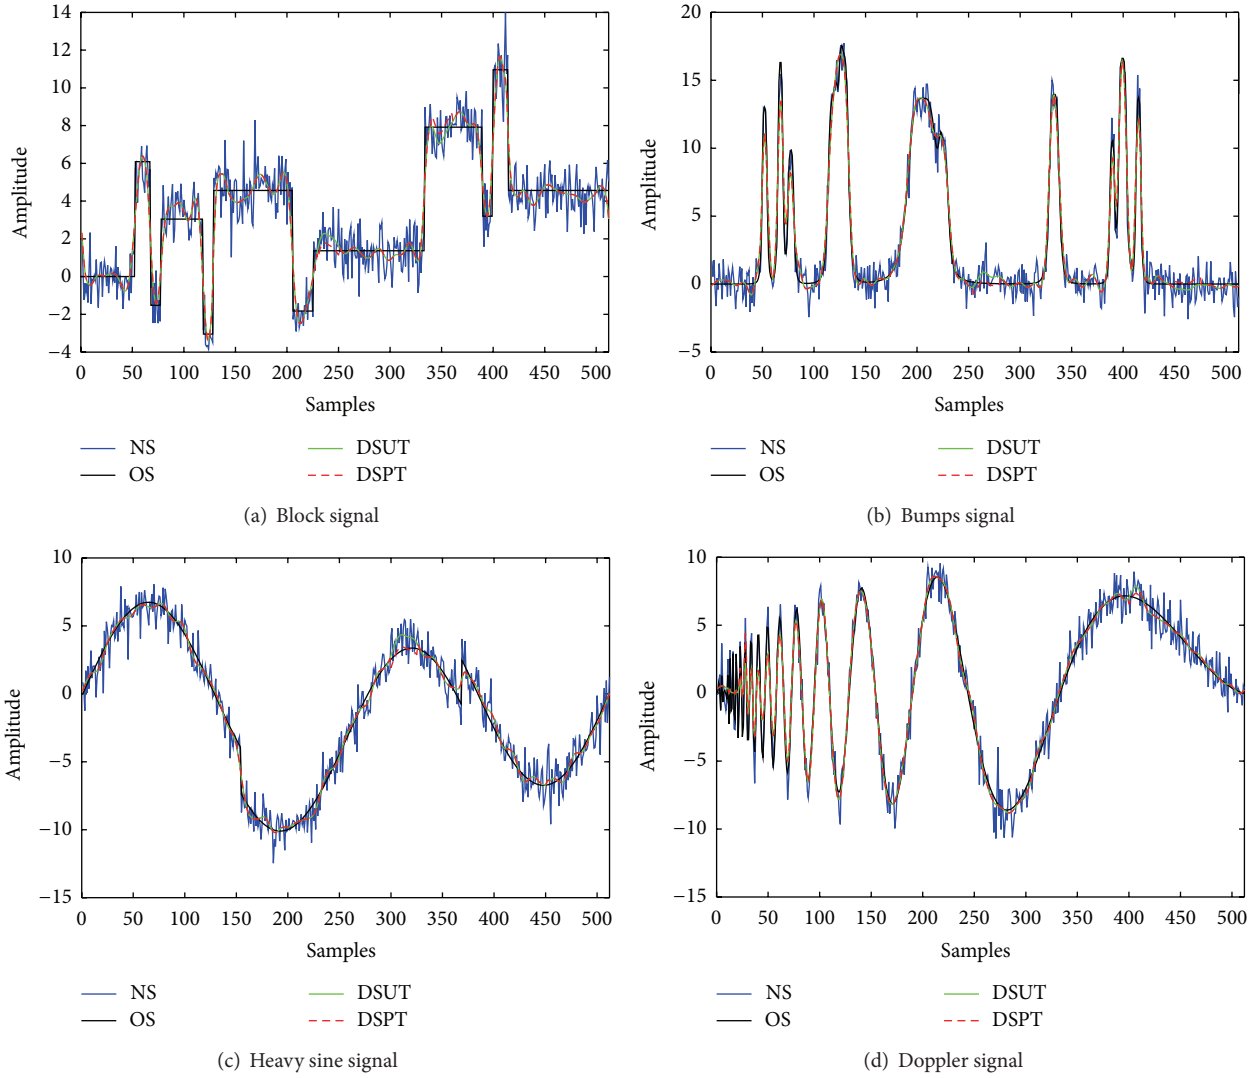 14
12
10
8
6
4
2
0
−2
−4
Amplitude
0 50 100 150 200 250 300 350 400 450 500
Samples
NS
OS
DSUT
DSPT
(a) Block signal
20
15
10
5
0
−5
Amplitude
0 50 100 150 200 250 300 350 400 450 500
Samples
NS
OS
DSUT
DSPT
(b) Bumps signal
10
5
0
−5
−10
−15
Amplitude
0 50 100 150 200 250 300 350 400 450 500
Samples
NS
OS
DSUT
DSPT
(c) Heavy sine signal
10
5
0
−5
−10
−15
Amplitude
0 50 100 150 200 250 300 350 400 450 500
Samples
NS
OS
DSUT
DSPT
(d) Doppler signal